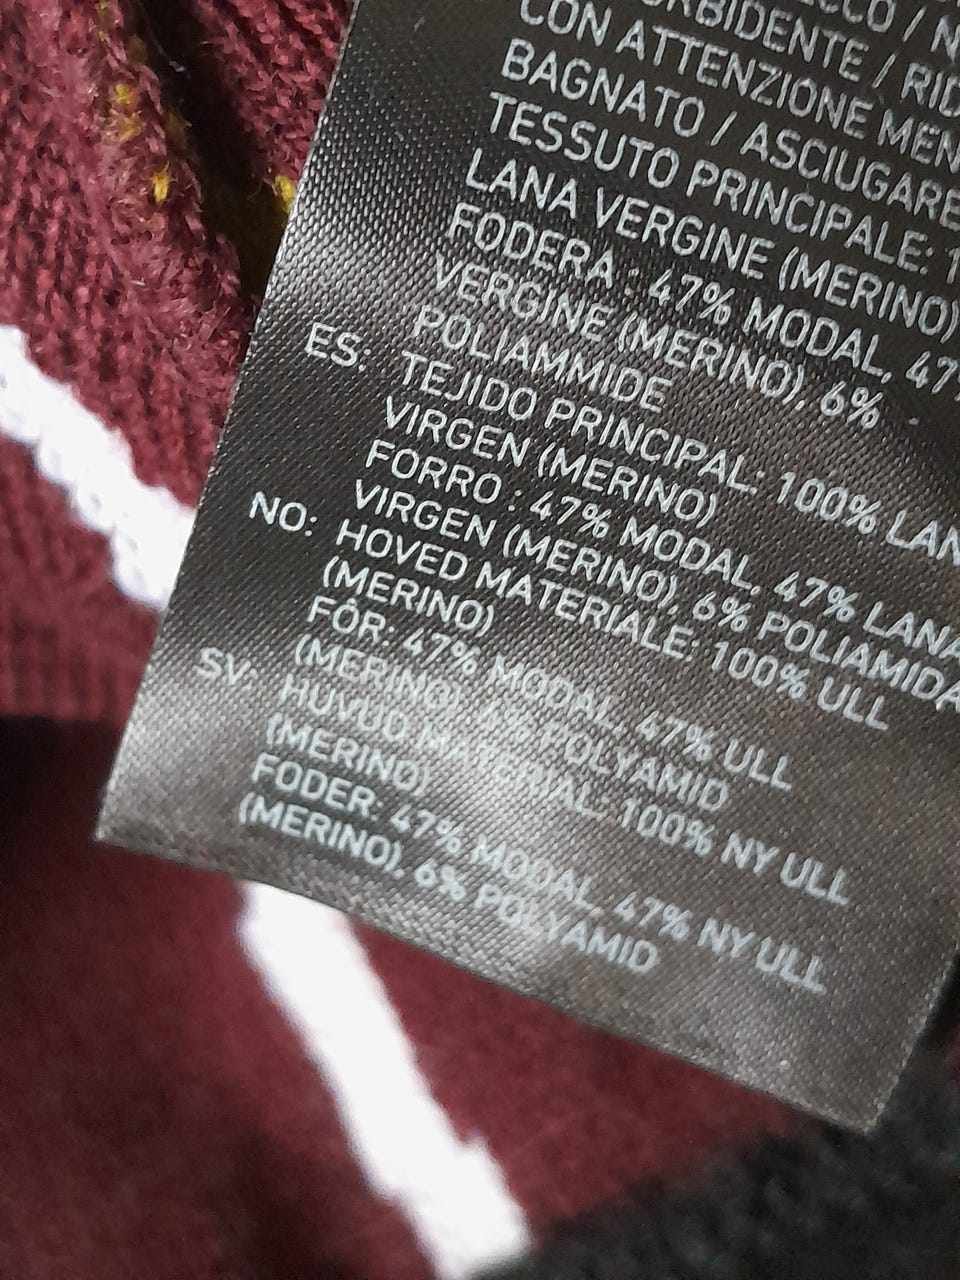 CON ATTENZIONE
BAGNATO / ASCIUGARE
TESSUTO PRINCIPALE:
LANA VERGINE (MERINO)
FODERA : 47% MODAL,
VERGINE (MERINO), 6%
POLIAMMIDE
ES: TEJIDO PRINCIPAL: 100%
VIRGEN (MERINO)
FORRO : 47% MODAL, 47% LANA
VIRGEN (MERINO), 6% POLIAMIDA
NO: HOVED MATERIALE: 100% ULL
(MERINO)
FÔR: 47% MODAL, 47% ULL
(MERINO), 6% POLYAMID
SV: HUVUD MATERIAL: 100% NY ULL
(MERINO)
FODER: 47% MODAL, 47% NY ULL
(MERINO), 6% POLYAMID